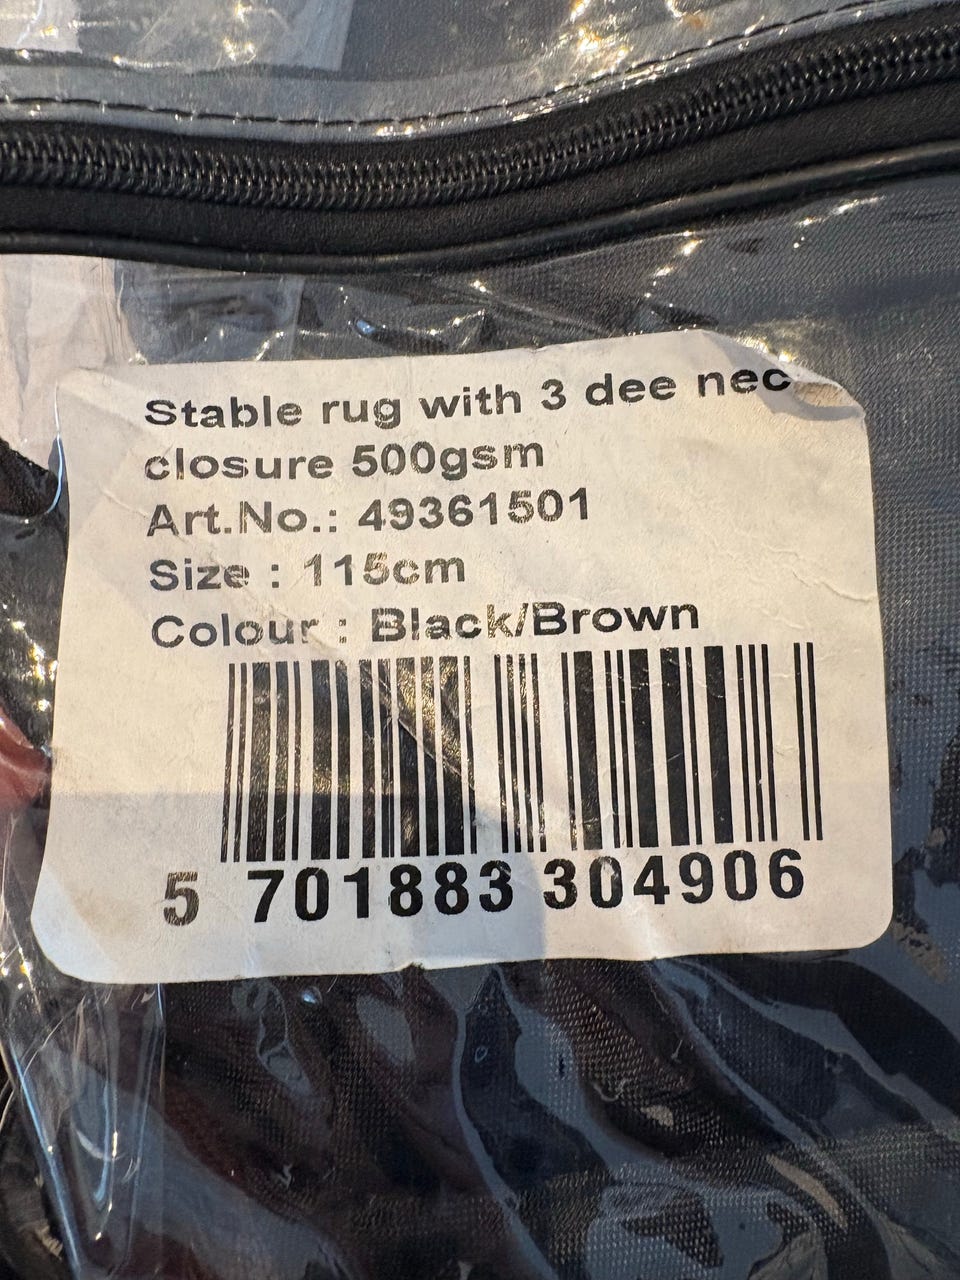 Stable rug with 3 dee nec
closure 500gsm
Art.No.: 49361501
Size : 115cm
Colour : Black/Brown
5 701883 304906